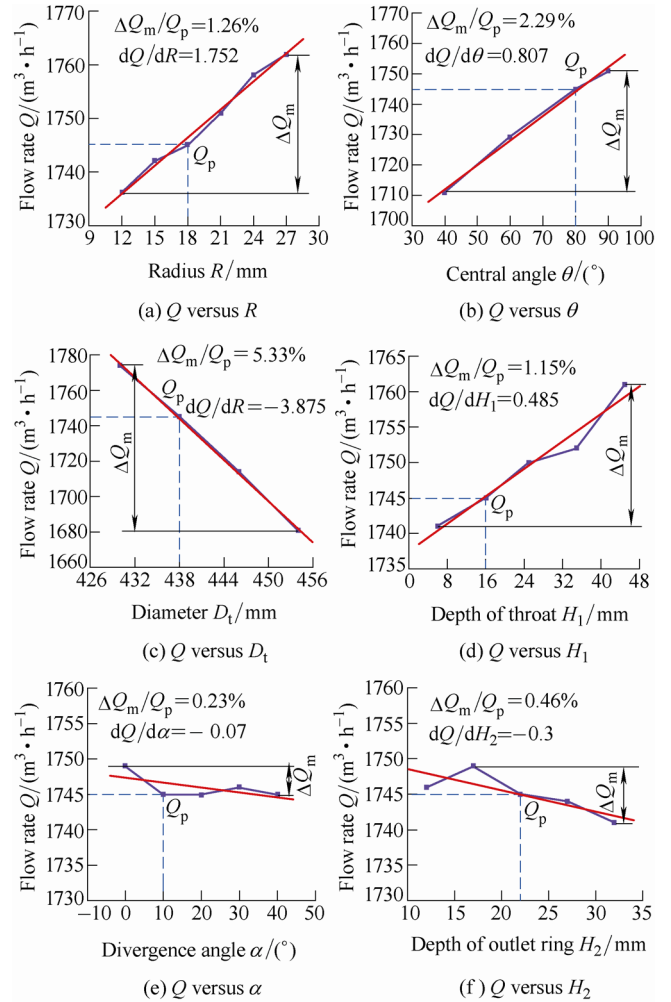 ΔQm/Qp=1.26%
dQ/dR=1.752
Flow rate Q/(m³·h⁻¹)
1770
1760
1750
1740
1730
Qp
ΔQm
9 12 15 18 21 24 27 30
Radius R/mm
(a) Q versus R
ΔQm/Qp=2.29%
dQ/dθ=0.807
Flow rate Q/(m³·h⁻¹)
1770
1760
1750
1740
1730
1720
1710
1700
Qp
ΔQm
30 40 50 60 70 80 90 100
Central angle θ/(°)
(b) Q versus θ
ΔQm/Qp=5.33%
dQ/dR=−3.875
Flow rate Q/(m³·h⁻¹)
1780
1760
1740
1720
1700
1680
1660
Qp
ΔQm
426 432 438 444 450 456
Diameter Dt/mm
(c) Q versus Dt
ΔQm/Qp=1.15%
dQ/dH1=0.485
Flow rate Q/(m³·h⁻¹)
1765
1760
1755
1750
1745
1740
1735
Qp
ΔQm
0 8 16 24 32 40 48
Depth of throat H1/mm
(d) Q versus H1
ΔQm/Qp=0.23%
dQ/dα=− 0.07
Flow rate Q/(m³·h⁻¹)
1760
1755
1750
1745
1740
1735
1730
Qp
ΔQm
−10 0 10 20 30 40 50
Divergence angle α/(°)
(e) Q versus α
ΔQm/Qp=0.46%
dQ/dH2=−0.3
Flow rate Q/(m³·h⁻¹)
1760
1755
1750
1745
1740
1735
1730
Qp
ΔQm
10 15 20 25 30 35
Depth of outlet ring H2/mm
(f) Q versus H2